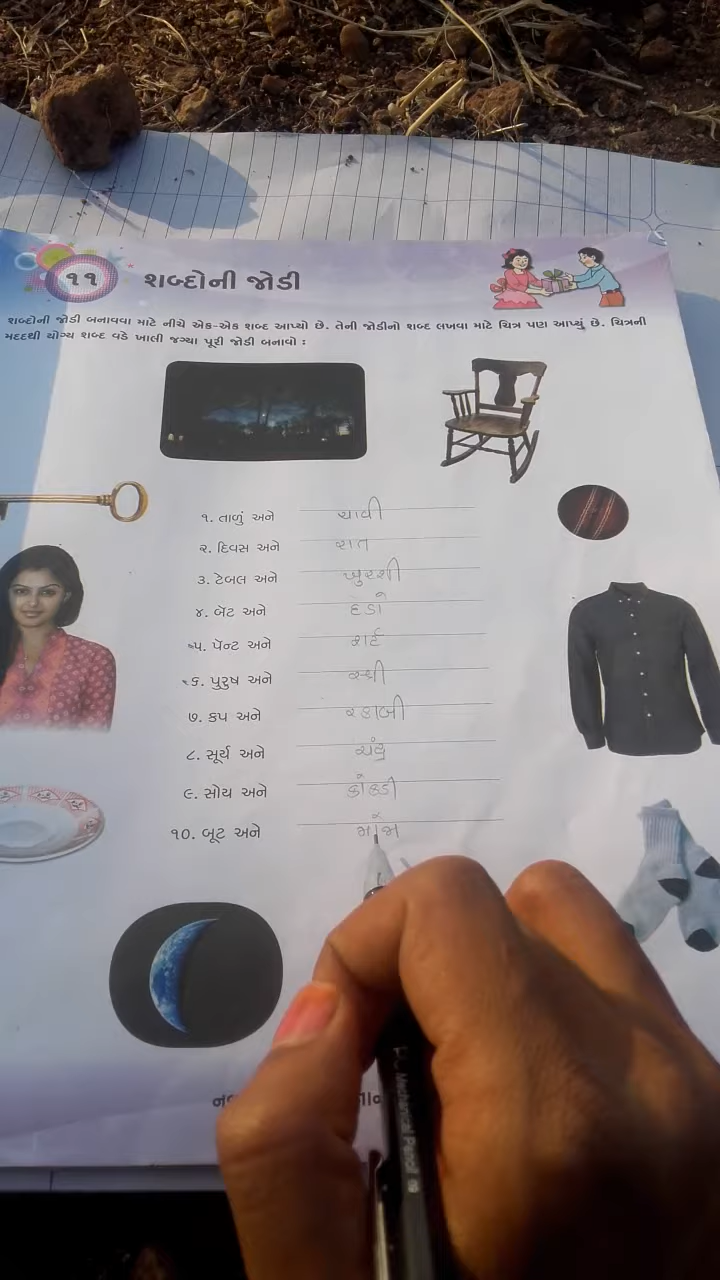 ૧૧ શબ્દોની જોડી
શબ્દોની જોડી બનાવવા માટે નીચે એક-એક શબ્દ આપ્યો છે. તેની જોડીનો શબ્દ લખવા માટે ચિત્ર પણ આપ્યું છે. ચિત્રની
મદદથી યોગ્ય શબ્દ વડે ખાલી જગ્યા પૂરી જોડી બનાવો :
૧. તાળું અને ચાવી
૨. દિવસ અને રાત
૩. ટેબલ અને ખુરશી
૪. બૅટ અને દડો
૫. પૅન્ટ અને શર્ટ
૬. પુરુષ અને સ્ત્રી
૭. કપ અને રકાબી
૮. સૂર્ય અને ચંદ્ર
૯. સોય અને
૧૦. બૂટ અને
Mechanical Pencil